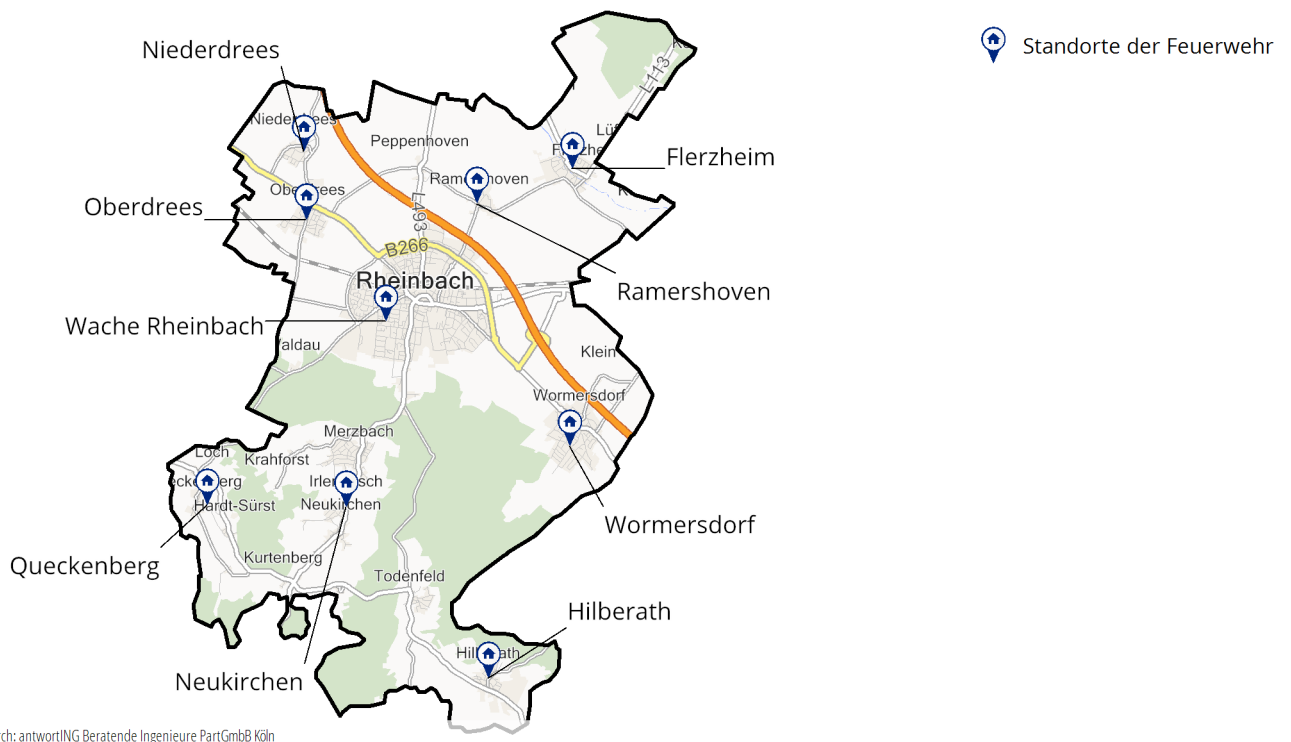 Niederdrees
Standorte der Feuerwehr
L113
Peppenhoven
Flerzheim
Oberdrees
L493
B266
Rheinbach
Ramershoven
Wache Rheinbach
Klein
Wormersdorf
Merzbach
Loch
Krahforst
Hardt-Sürst
Neukirchen
Wormersdorf
Kurtenberg
Queckenberg
Todenfeld
Hilberath
Neukirchen
rch: antwortING Beratende Ingenieure PartGmbB Köln